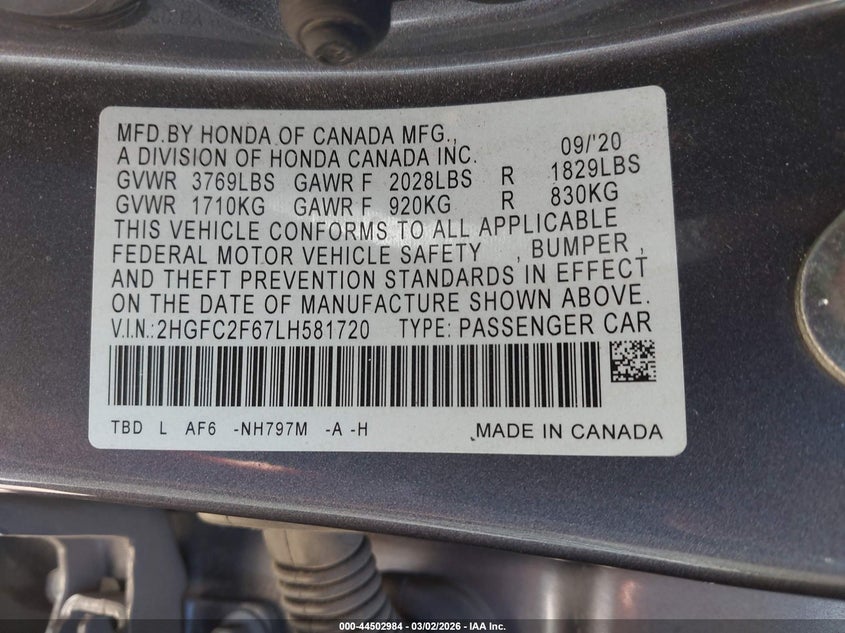 MFD.BY HONDA OF CANADA MFG.,
A DIVISION OF HONDA CANADA INC. 09/'20
GVWR 3769LBS GAWR F 2028LBS R 1829LBS
GVWR 1710KG GAWR F 920KG R 830KG
THIS VEHICLE CONFORMS TO ALL APPLICABLE
FEDERAL MOTOR VEHICLE SAFETY , BUMPER ,
AND THEFT PREVENTION STANDARDS IN EFFECT
ON THE DATE OF MANUFACTURE SHOWN ABOVE.
V.I.N.:2HGFC2F67LH581720 TYPE: PASSENGER CAR
TBD L AF6 -NH797M -A -H MADE IN CANADA
000-44502984 - 03/02/2026 - IAA Inc.